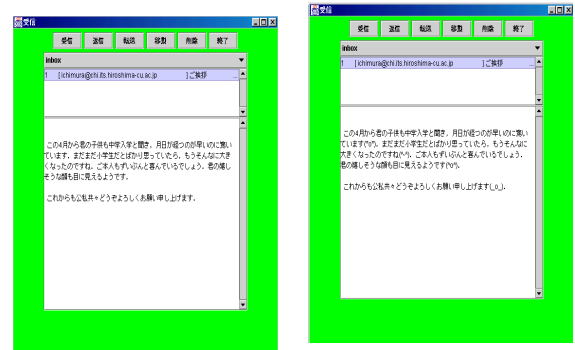 受信
受信 返信 転送 移動 削除 終了
inbox
1 [ichimura@chi.its.hiroshima-cu.ac.jp ]ご挨拶 ...
この4月から君の子供も中学入学と聞き，月日が経つのが早いのに驚い
ています．まだまだ小学生だとばかり思っていたら，もうそんなに大き
くなったのですね．ご本人もずいぶんと喜んでいるでしょう．君の嬉し
そうな顔も目に見えるようです．
これからも公私共々どうぞよろしくお願い申し上げます．
受信
受信 返信 転送 移動 削除 終了
inbox
1 [ichimura@chi.its.hiroshima-cu.ac.jp ]ご挨拶 ...
この4月から君の子供も中学入学と聞き，月日が経つのが早いのに驚い
ています(^o^)．まだまだ小学生だとばかり思っていたら，もうそんなに
大きくなったのですね(^-^)．ご本人もずいぶんと喜んでいるでしょう．
君の嬉しそうな顔も目に見えるようです(^o^)．
これからも公私共々どうぞよろしくお願い申し上げます(_o_)．